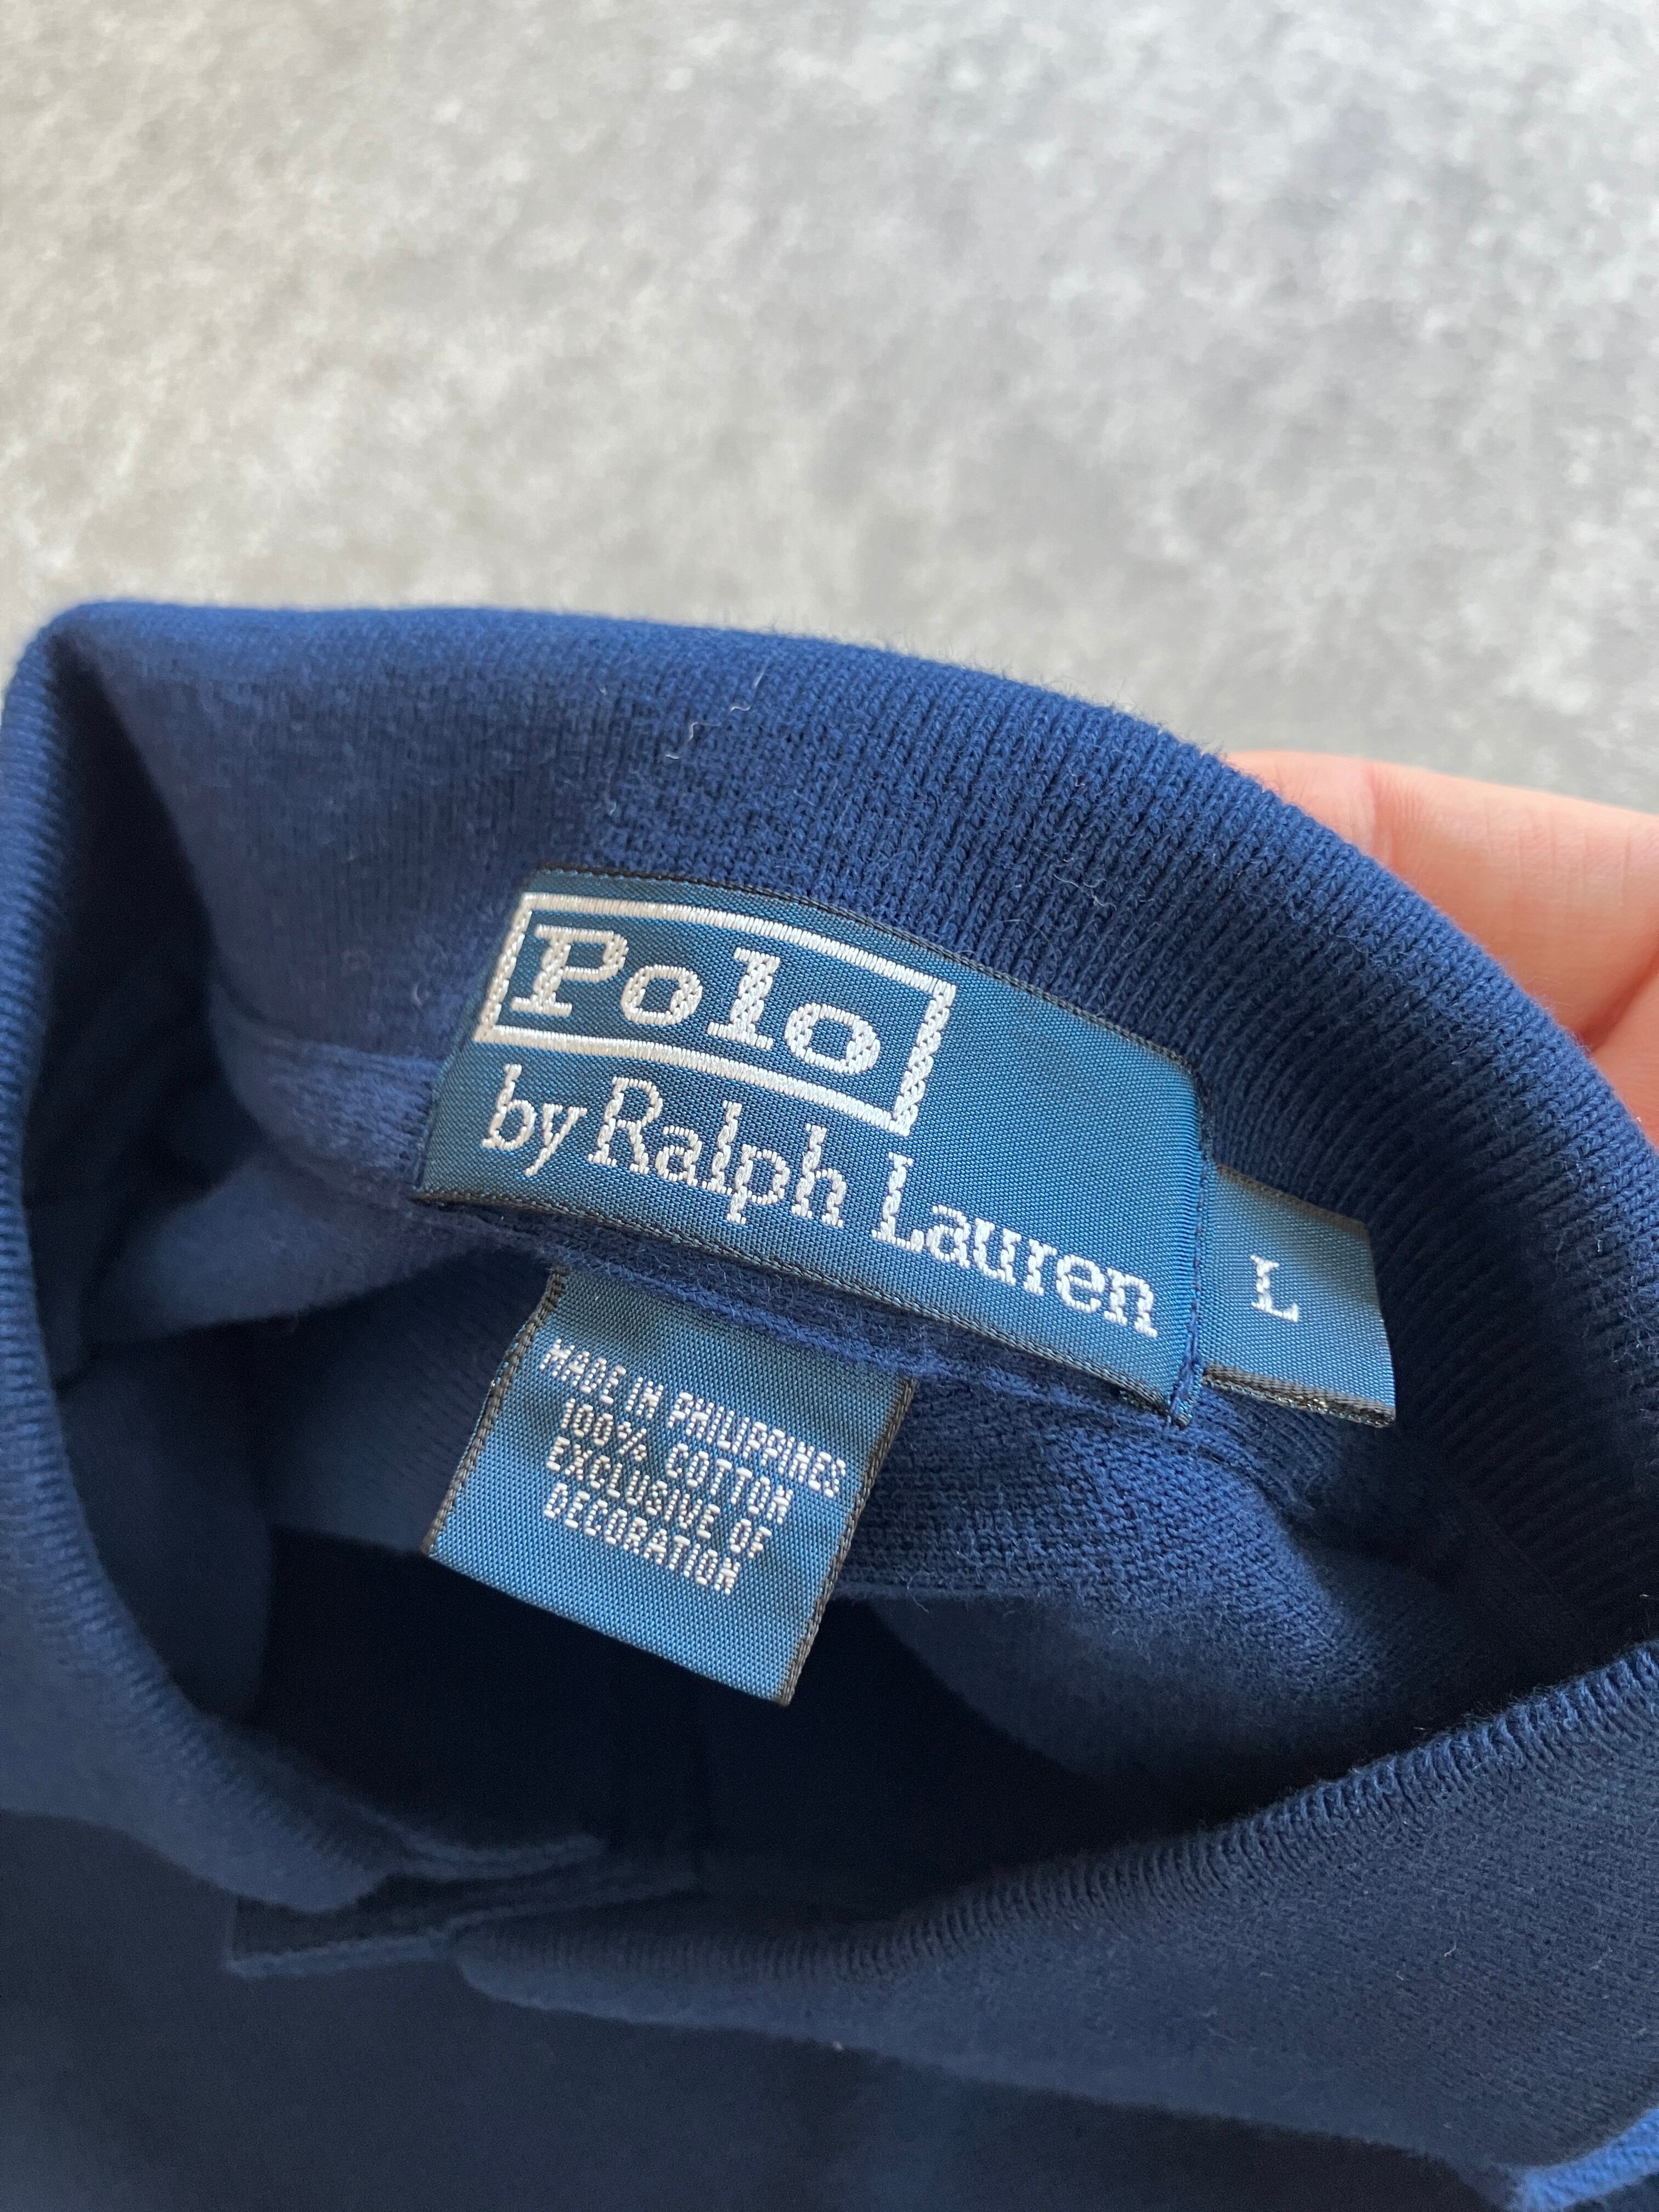 Polo
by Ralph Lauren
L
MADE IN PHILIPPINES
100% COTTON
EXCLUSIVE OF
DECORATION